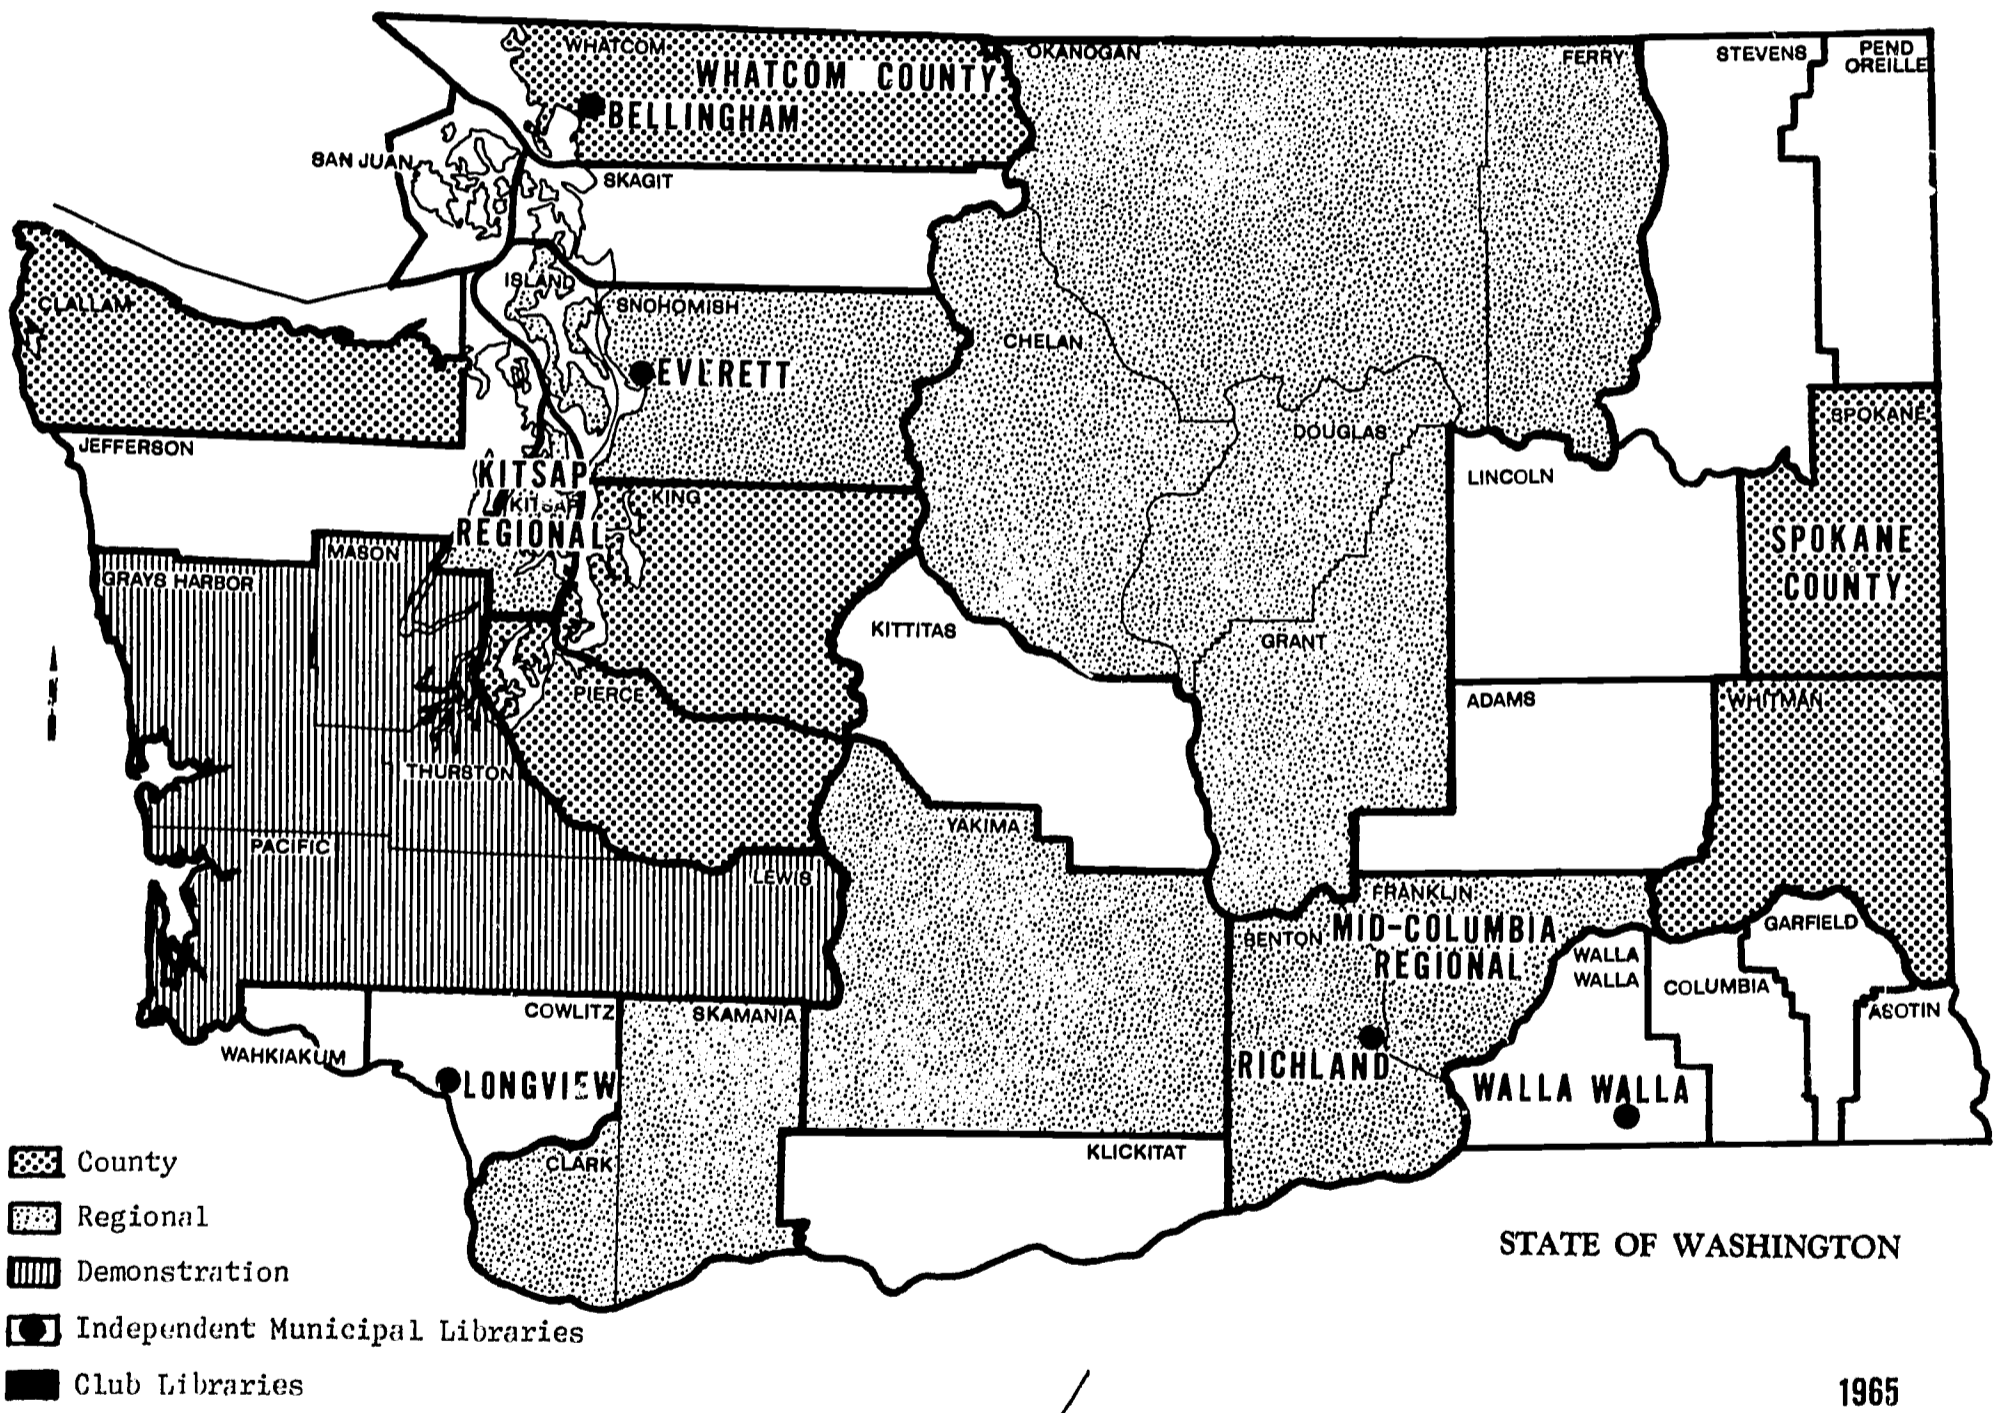 WHATCOM
WHATCOM COUNTY
BELLINGHAM
OKANOGAN
FERRY
STEVENS
PEND
OREILLE
SAN JUAN
SKAGIT
ISLAND
CLALLAM
SNOHOMISH
EVERETT
CHELAN
DOUGLAS
SPOKANE
JEFFERSON
KITSAP
KITSAP
REGIONAL
KING
LINCOLN
SPOKANE
COUNTY
MASON
GRAYS HARBOR
KITTITAS
GRANT
PIERCE
ADAMS
WHITMAN
THURSTON
YAKIMA
PACIFIC
LEWIS
FRANKLIN
MID-COLUMBIA
REGIONAL
BENTON
WALLA
WALLA
GARFIELD
COLUMBIA
ASOTIN
COWLITZ
SKAMANIA
WAHKIAKUM
LONGVIEW
RICHLAND
WALLA WALLA
CLARK
KLICKITAT
County
Regional
Demonstration
Independent Municipal Libraries
Club Libraries
STATE OF WASHINGTON
1965